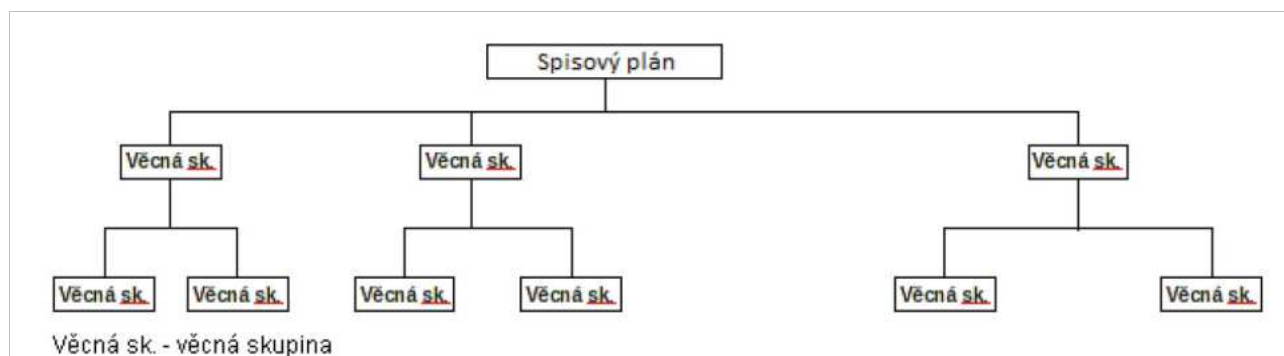 Spisový plán
Věcná sk. Věcná sk. Věcná sk.
Věcná sk. Věcná sk. Věcná sk. Věcná sk. Věcná sk. Věcná sk.
Věcná sk. - věcná skupina